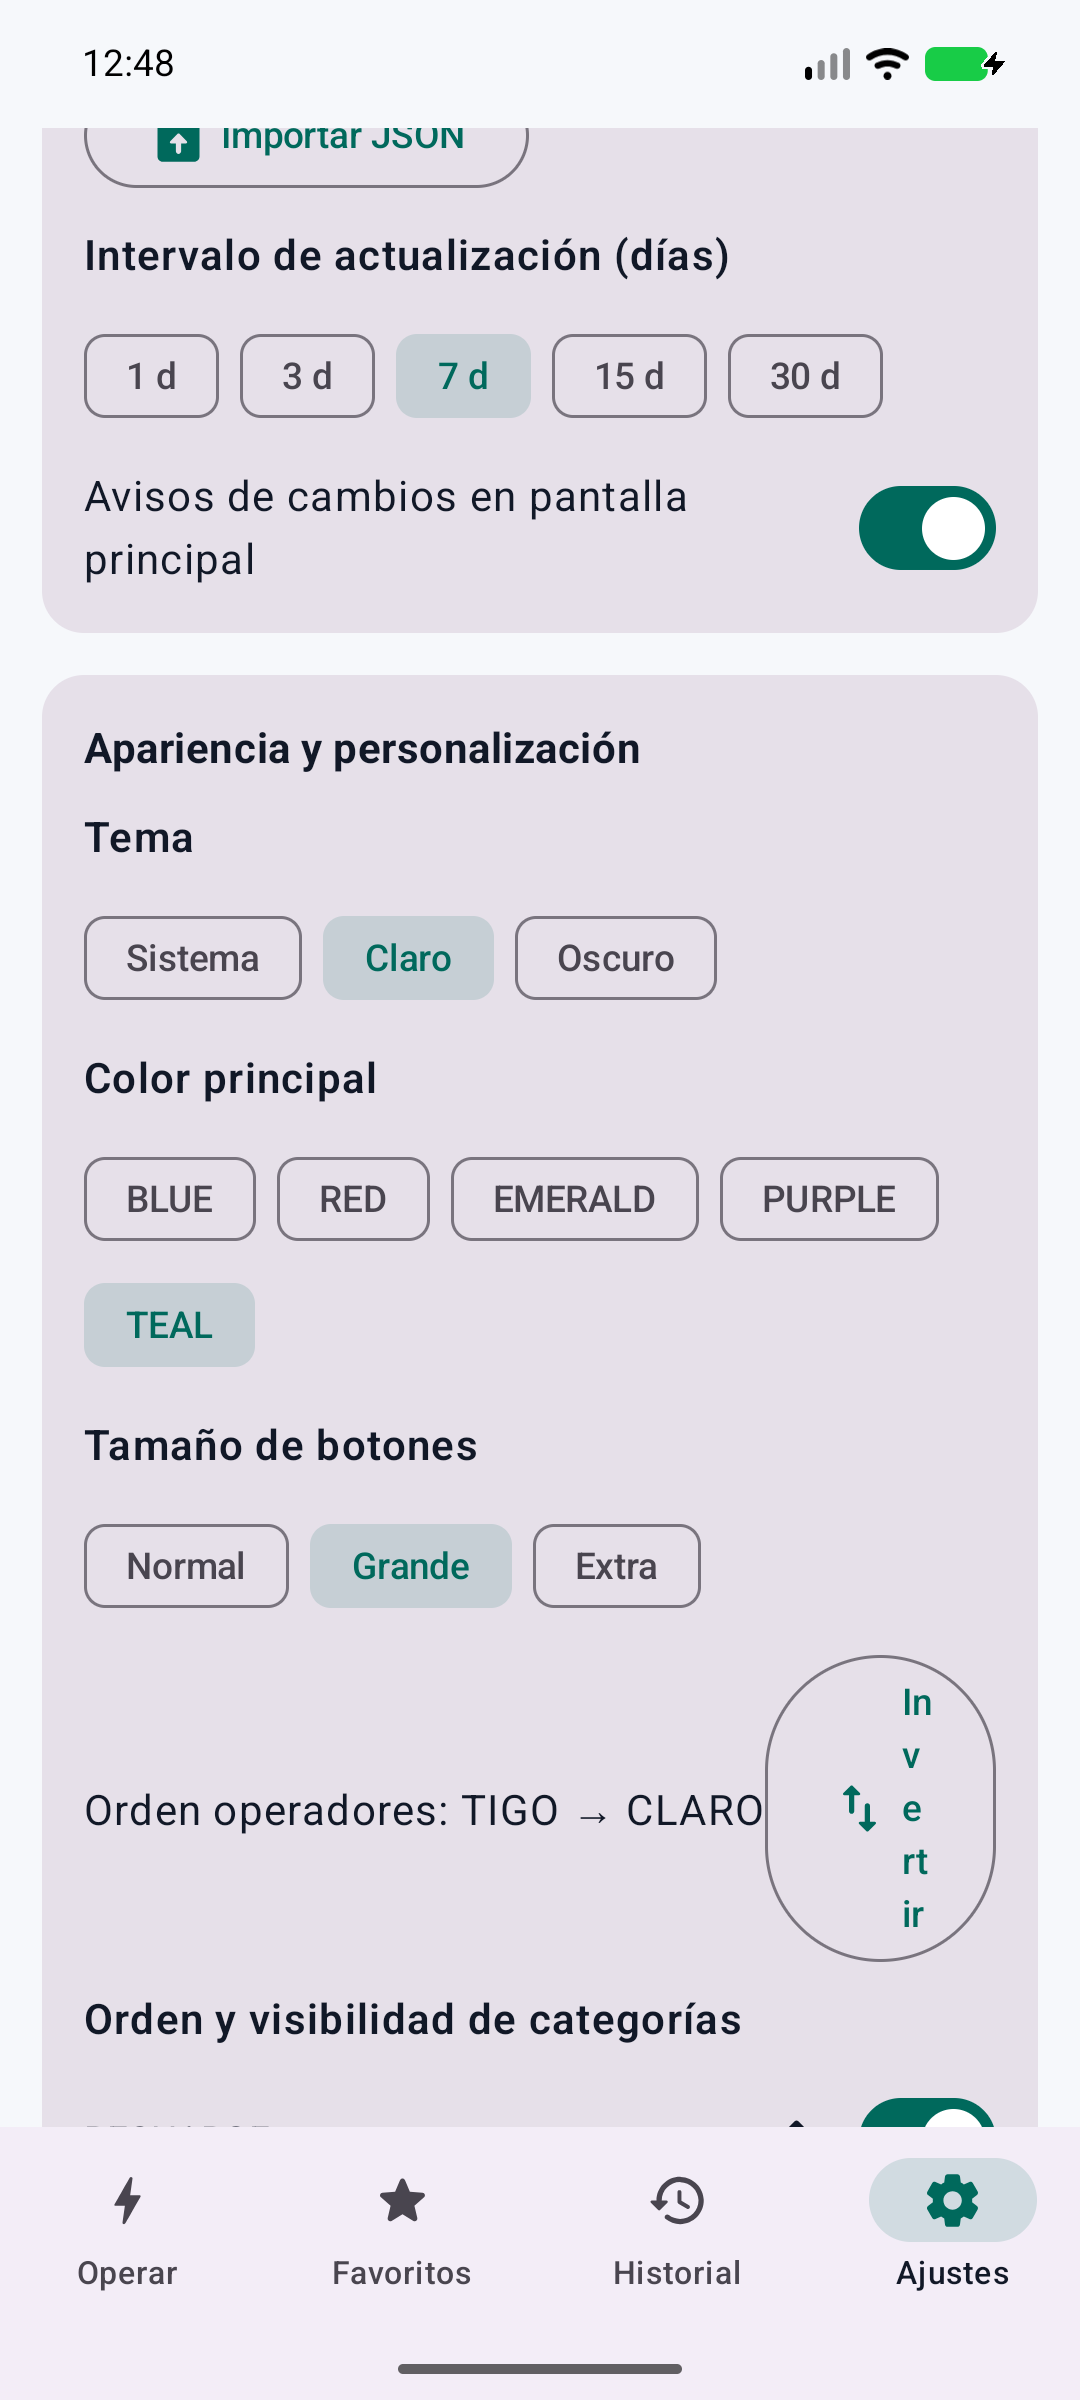 12:48
Importar JSON
Intervalo de actualización (días)
1 d
3 d
7 d
15 d
30 d
Avisos de cambios en pantalla
principal
Apariencia y personalización
Tema
Sistema
Claro
Oscuro
Color principal
BLUE
RED
EMERALD
PURPLE
TEAL
Tamaño de botones
Normal
Grande
Extra
Orden operadores: TIGO → CLARO
In
v
e
rt
ir
Orden y visibilidad de categorías
Operar
Favoritos
Historial
Ajustes